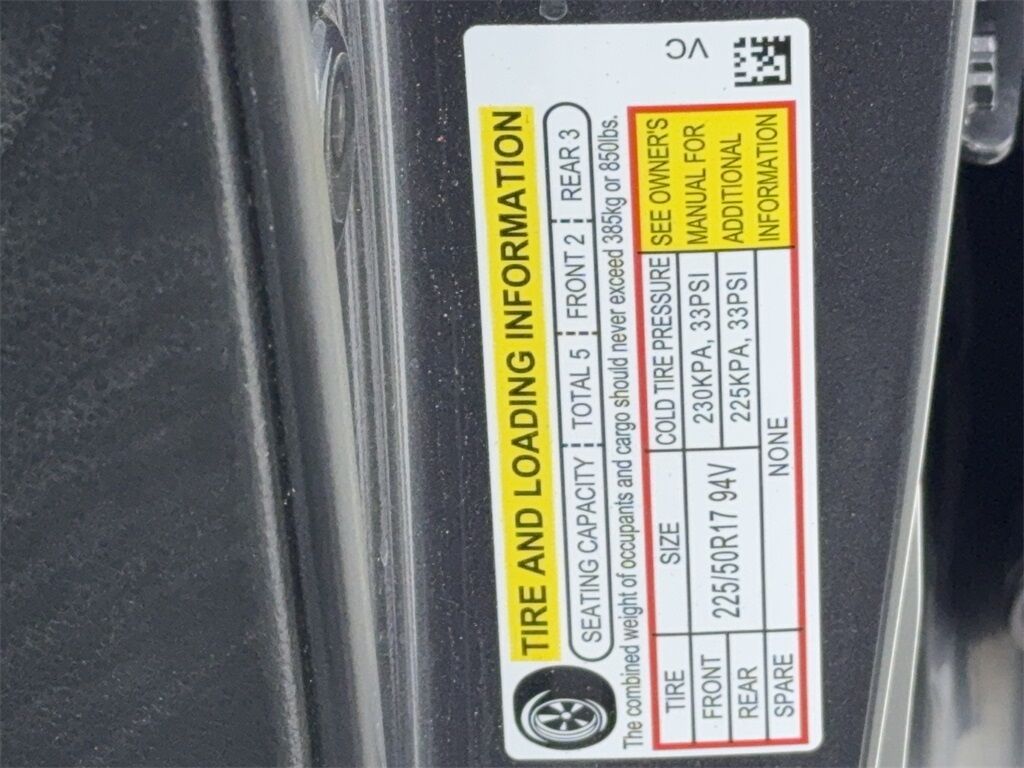 VC
TIRE AND LOADING INFORMATION
SEATING CAPACITY TOTAL 5 FRONT 2 REAR 3
The combined weight of occupants and cargo should never exceed 385kg or 850lbs.
TIRE SIZE COLD TIRE PRESSURE
FRONT 225/50R17 94V 230KPA, 33PSI
REAR 225KPA, 33PSI
SPARE NONE
SEE OWNER'S
MANUAL FOR
ADDITIONAL
INFORMATION